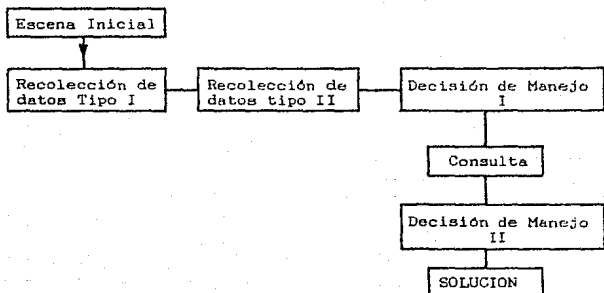 Escena Inicial
Recolección de
datos Tipo I
Recolección de
datos tipo II
Decisión de Manejo
I
Consulta
Decisión de Manejo
II
SOLUCION